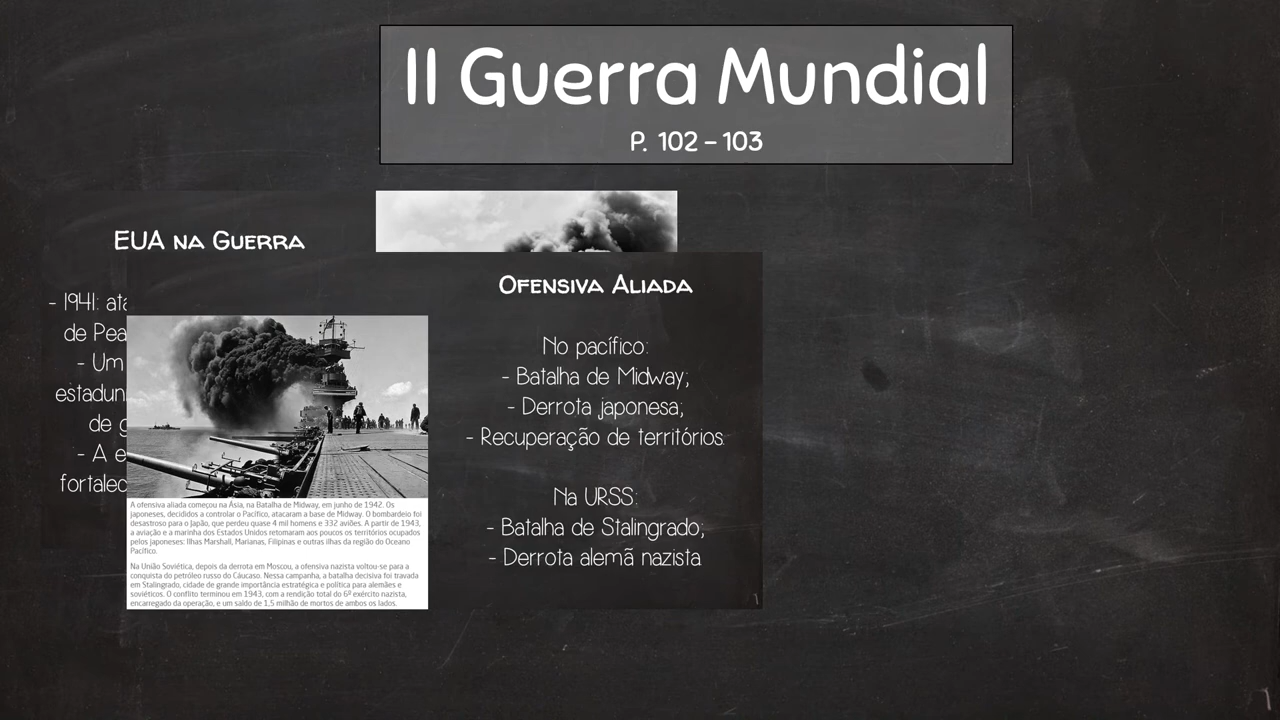 II Guerra Mundial
P. 102 – 103
EUA na Guerra
- 1941: ata
de Pea
- Um
estadun
de g
- A e
fortalec
A ofensiva aliada começou na Ásia, na Batalha de Midway, em junho de 1942. Os
japoneses, decididos a controlar o Pacífico, atacaram a base de Midway. O bombardeio foi
desastroso para o Japão, que perdeu quase 4 mil homens e 332 aviões. A partir de 1943,
a aviação e a marinha dos Estados Unidos retomaram aos poucos os territórios ocupados
pelos japoneses: Ilhas Marshall, Marianas, Filipinas e outras ilhas da região do Oceano
Pacífico.
Na União Soviética, depois da derrota em Moscou, a ofensiva nazista voltou-se para a
conquista do petróleo russo do Cáucaso. Nessa campanha, a batalha decisiva foi travada
em Stalingrado, cidade de grande importância estratégica e política para alemães e
soviéticos. O conflito terminou em 1943, com a rendição total do 6º exército nazista,
encarregado da operação, e um saldo de 1,5 milhão de mortos de ambos os lados.
Ofensiva Aliada
No pacífico:
- Batalha de Midway;
- Derrota japonesa;
- Recuperação de territórios.
Na URSS:
- Batalha de Stalingrado;
- Derrota alemã nazista